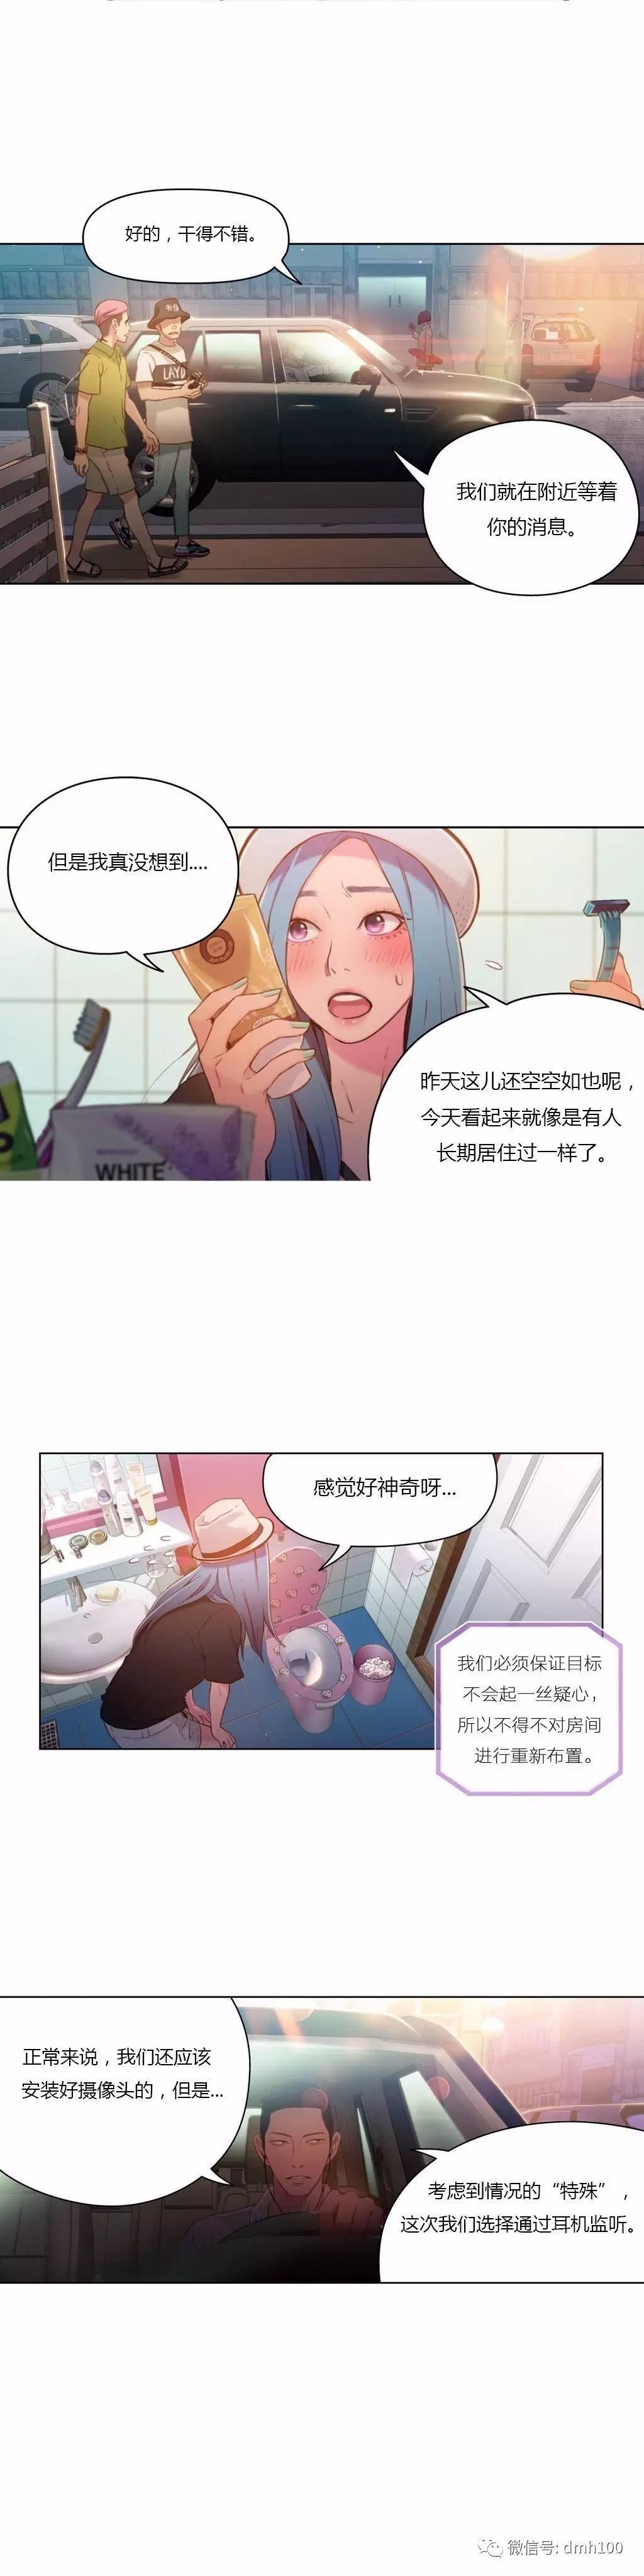 好的，干得不错。
LAYD
我们就在附近等着
你的消息。
但是我真没想到....
昨天这儿还空空如也呢，
今天看起来就像是有人
长期居住过一样了。
WHITE
感觉好神奇呀...
我们必须保证目标
不会起一丝疑心，
所以不得不对房间
进行重新布置。
正常来说，我们还应该
安装好摄像头的，但是...
考虑到情况的“特殊”，
这次我们选择通过耳机监听。
微信号: dmh100